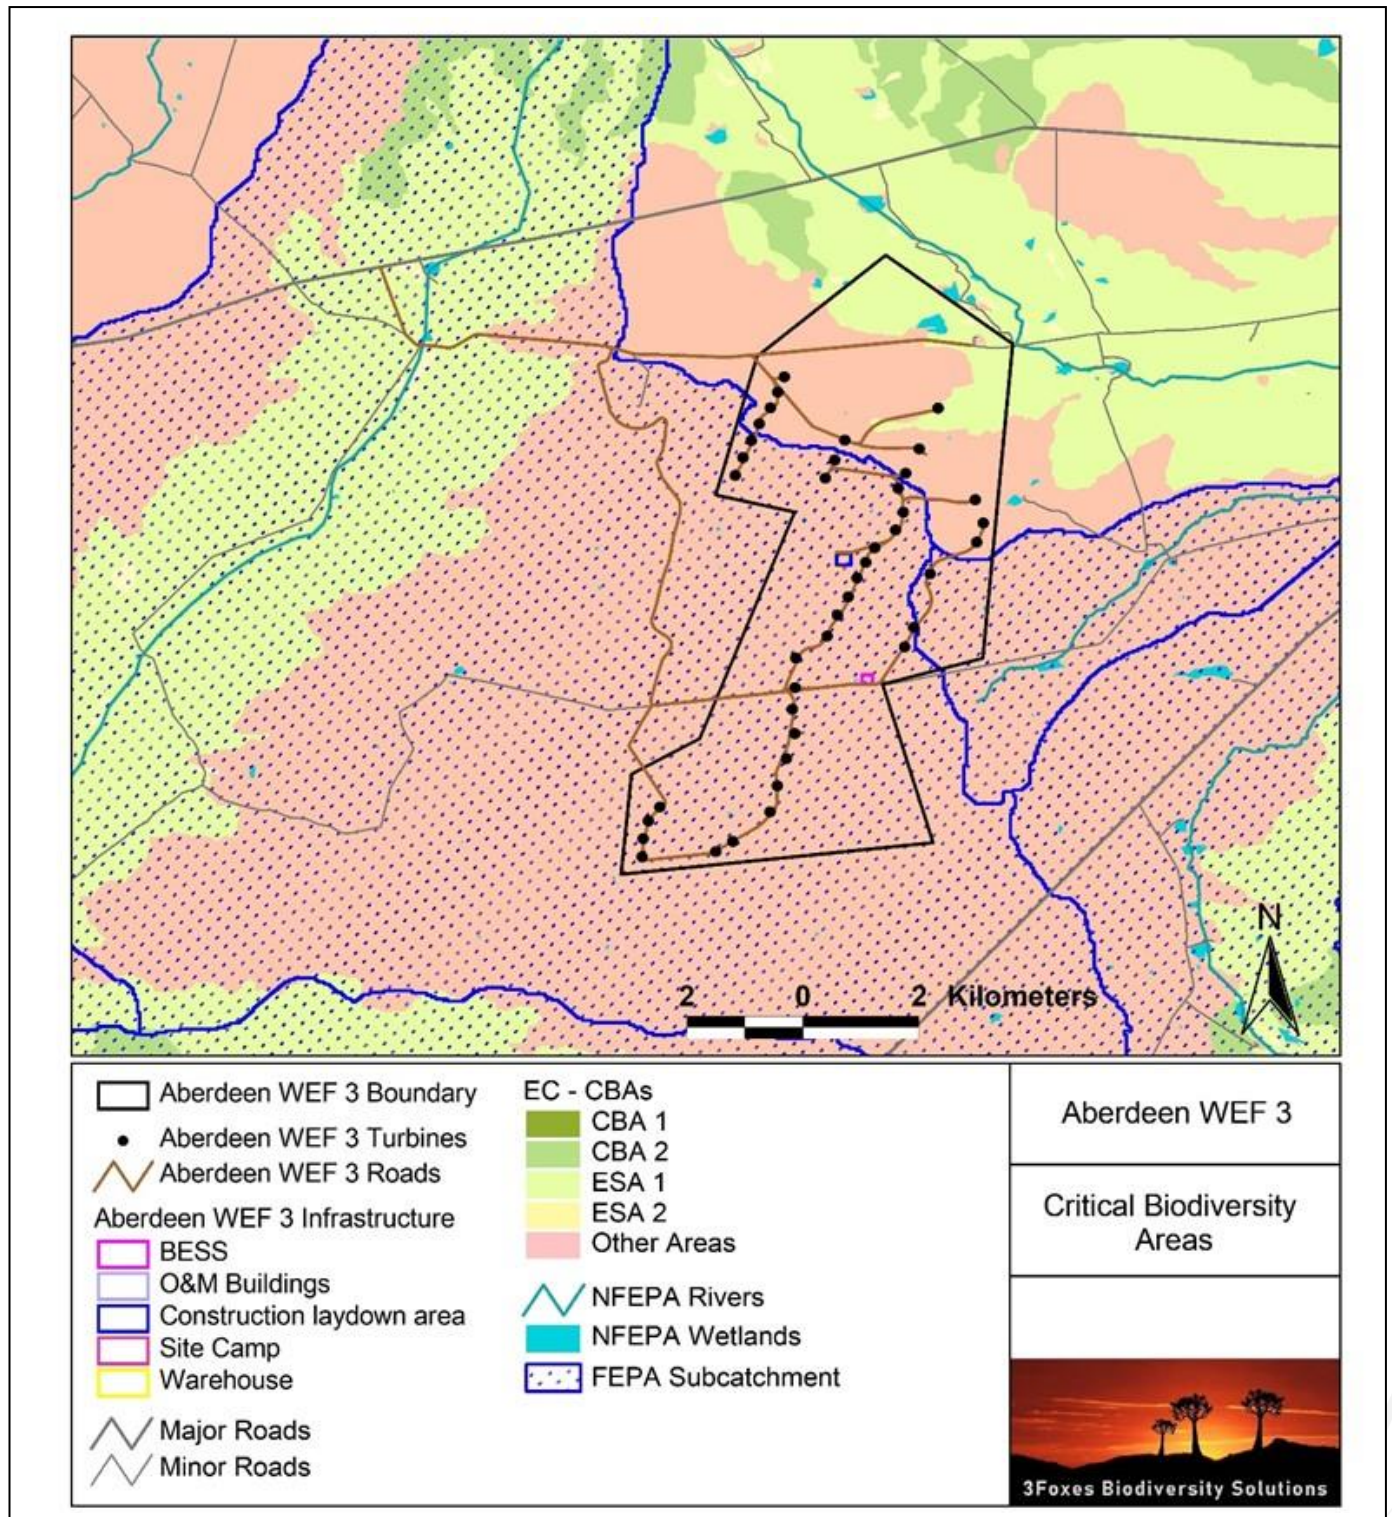 N
2 0 2 Kilometers
Aberdeen WEF 3 Boundary
Aberdeen WEF 3 Turbines
Aberdeen WEF 3 Roads
Aberdeen WEF 3 Infrastructure
BESS
O&M Buildings
Construction laydown area
Site Camp
Warehouse
Major Roads
Minor Roads
EC - CBAs
CBA 1
CBA 2
ESA 1
ESA 2
Other Areas
NFEPA Rivers
NFEPA Wetlands
FEPA Subcatchment
Aberdeen WEF 3
Critical Biodiversity
Areas
3Foxes Biodiversity Solutions